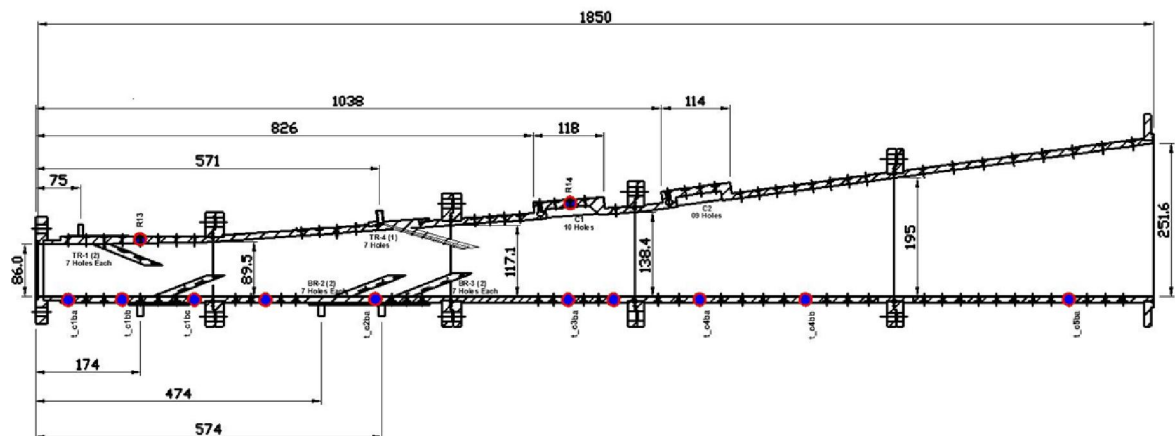 1850
1038
114
826
118
571
75
R13
R14
C1
10 Holes
C2
09 Holes
TR-1 (2)
7 Holes Each
TR-4 (1)
7 Holes
86.0
89.5
117.1
138.4
195
251.6
BR-2 (2)
7 Holes Each
BR-3 (2)
7 Holes Each
t_c1ba
t_c1bb
t_c1bc
t_c2ba
t_c3ba
t_c4ba
t_c4bb
t_c5ba
174
474
574